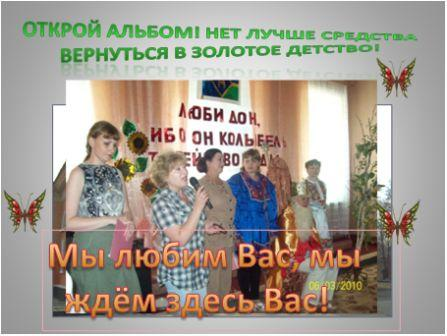 ОТКРОЙ АЛЬБОМ! НЕТ ЛУЧШЕ СРЕДСТВА
ВЕРНУТЬСЯ В ЗОЛОТОЕ ДЕТСТВО!
ЛЮБИ ДОН,
ИБО ОН КОЛЫБЕЛЬ
Мы любим Вас, мы
06/03/2010
ждём здесь Вас!